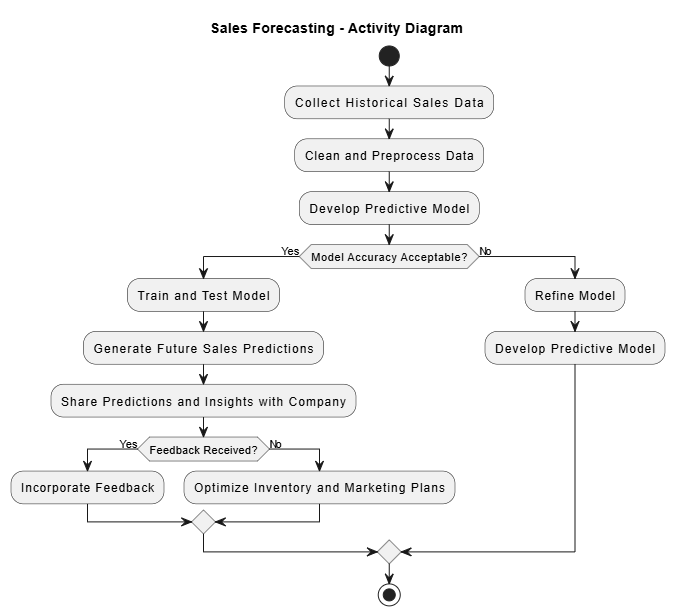 Sales Forecasting - Activity Diagram
Collect Historical Sales Data
Clean and Preprocess Data
Develop Predictive Model
Yes
Model Accuracy Acceptable?
No
Train and Test Model
Refine Model
Generate Future Sales Predictions
Develop Predictive Model
Share Predictions and Insights with Company
Yes
Feedback Received?
No
Incorporate Feedback
Optimize Inventory and Marketing Plans